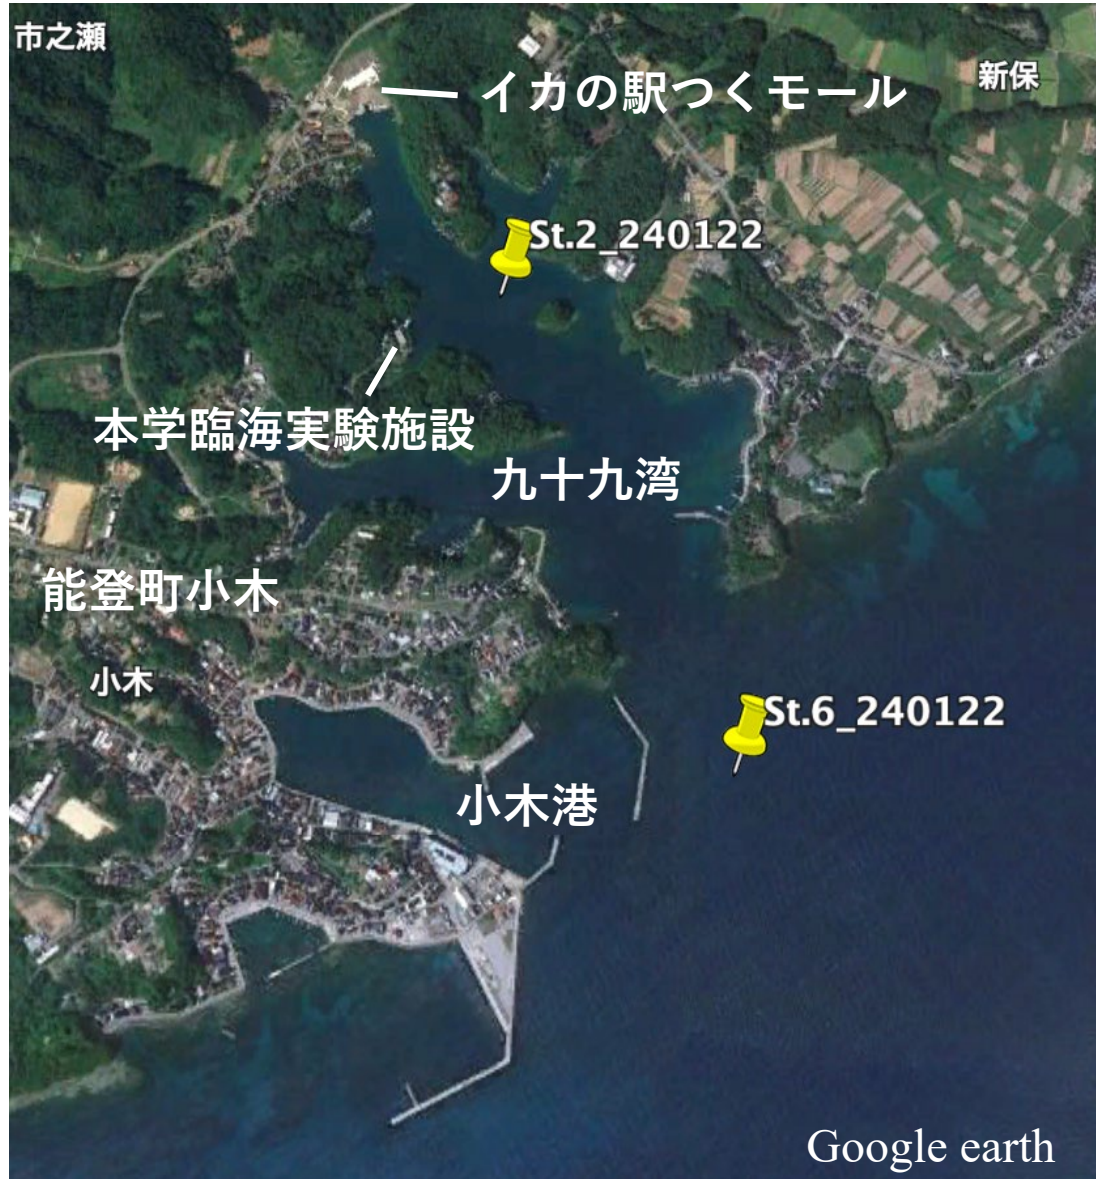 市之瀬
イカの駅つくモール
新保
St.2_240122
本学臨海実験施設
九十九湾
能登町小木
小木
St.6_240122
小木港
Google earth